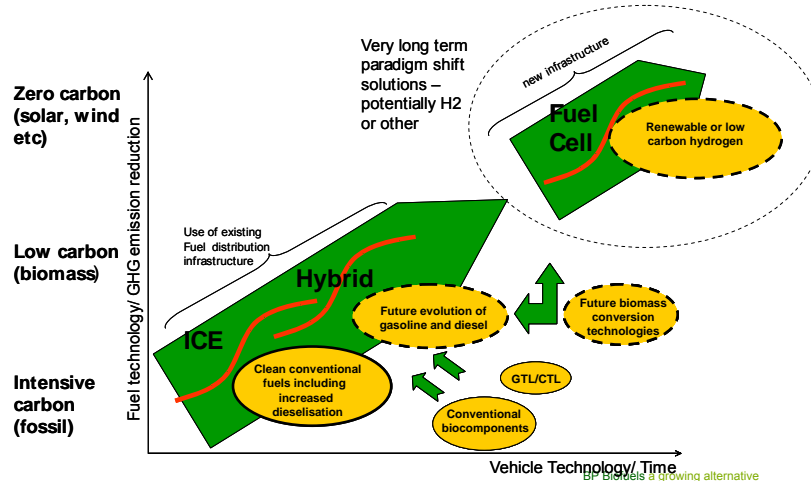 Very long term
paradigm shift
solutions –
potentially H2
or other
new infrastructure
Zero carbon
(solar, wind
etc)
Fuel
Cell
Renewable or low
carbon hydrogen
Fuel technology/ GHG emission reduction
Use of existing
Fuel distribution
infrastructure
Low carbon
(biomass)
Hybrid
ICE
Future evolution of
gasoline and diesel
Future biomass
conversion
technologies
Clean conventional
fuels including
increased
dieselisation
GTL/CTL
Intensive
carbon
(fossil)
Conventional
biocomponents
Vehicle Technology/ Time
BP Biofuels a growing alternative